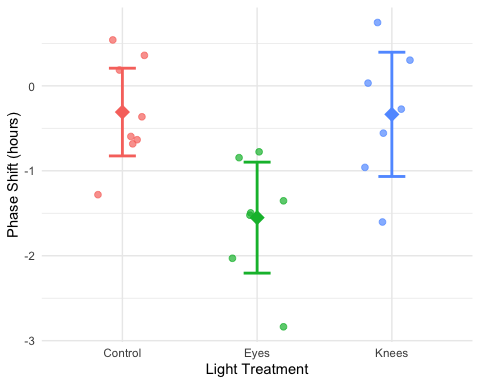 0
-1
-2
-3
Phase Shift (hours)
Control Eyes Knees
Light Treatment